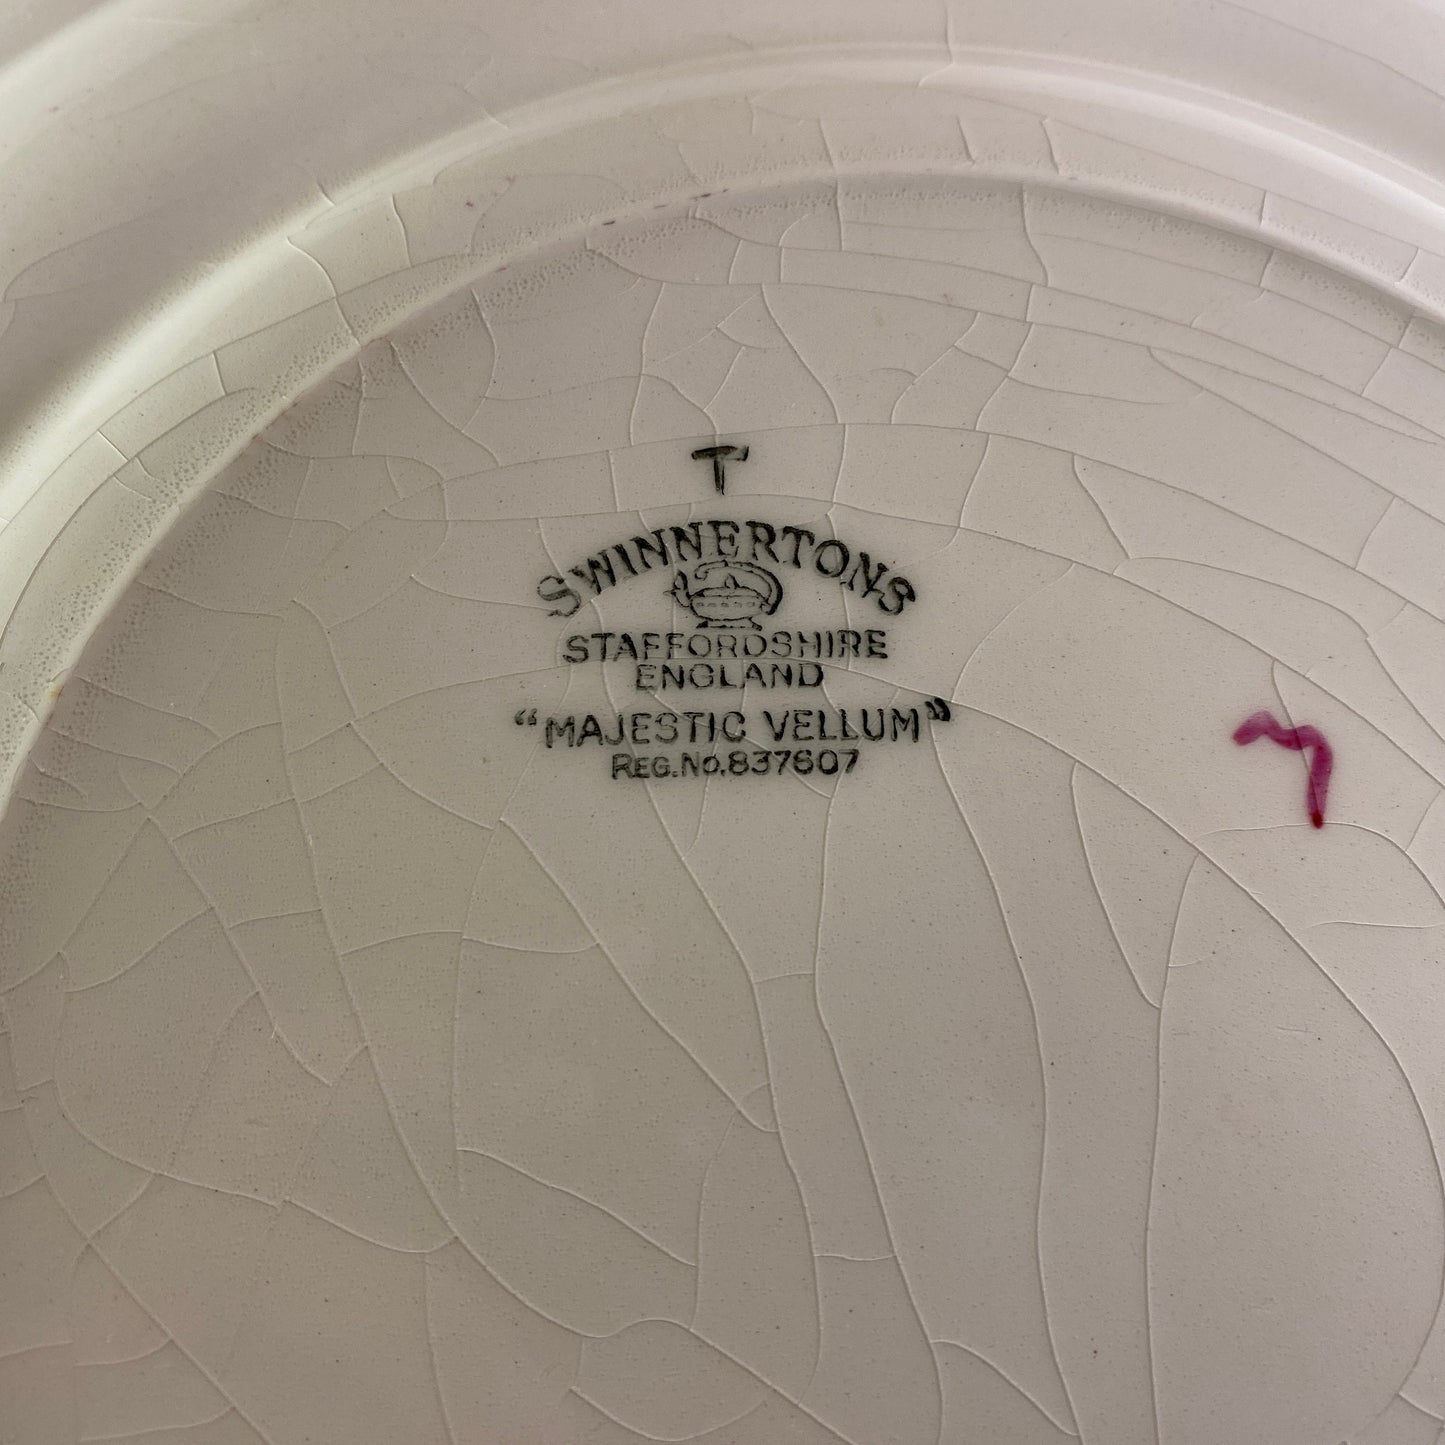 T
SWINNERTONS
STAFFORDSHIRE
ENGLAND
“MAJESTIC VELLUM”
REG.NO.837607